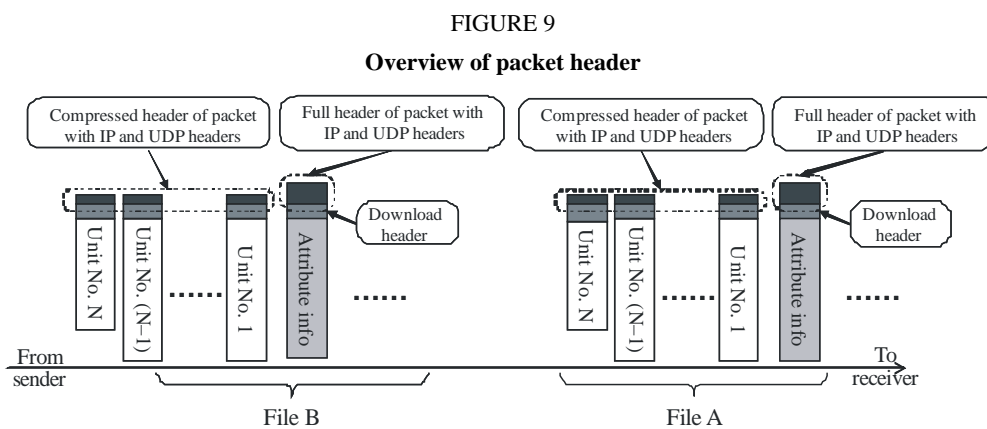 FIGURE 9
Overview of packet header
Compressed header of packet
with IP and UDP headers
Full header of packet with
IP and UDP headers
Compressed header of packet
with IP and UDP headers
Full header of packet with
IP and UDP headers
Download
header
Download
header
Unit No. N
Unit No. (N–1)
......
Unit No. 1
Attribute info
......
Unit No. N
Unit No. (N–1)
......
Unit No. 1
Attribute info
......
From
sender
To
receiver
File B
File A